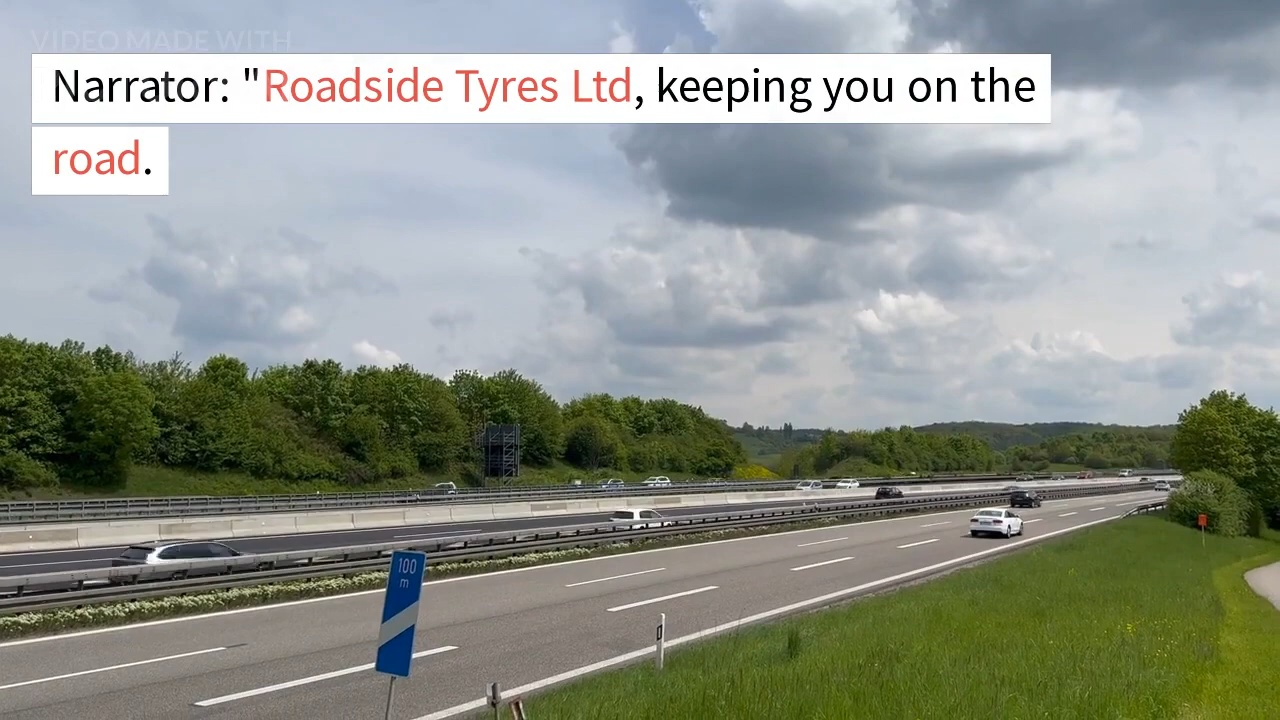 VIDEO MADE WITH
Narrator: "Roadside Tyres Ltd, keeping you on the
road.
100
m